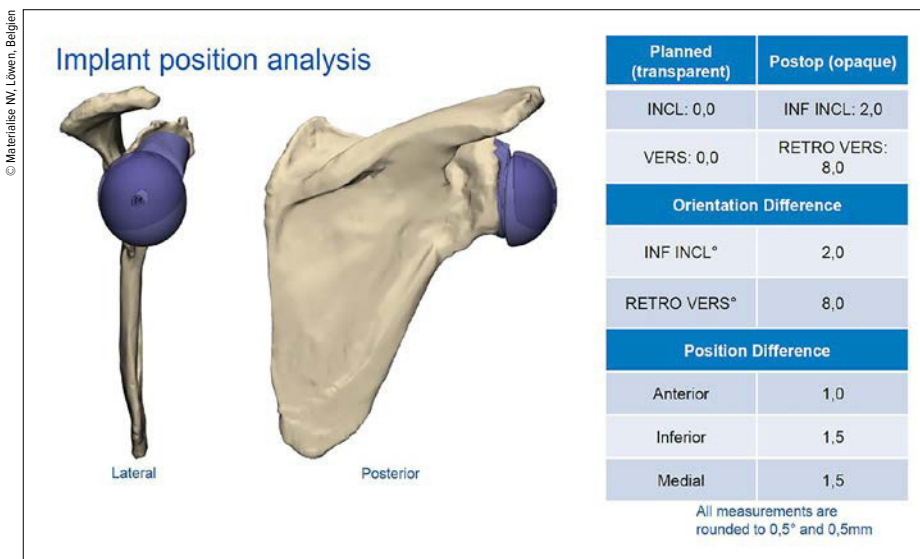 © Materialise NV, Löwen, Belgien
Implant position analysis
Lateral
Posterior
Planned
(transparent)
Postop (opaque)
INCL: 0,0
INF INCL: 2,0
VERS: 0,0
RETRO VERS:
8,0
Orientation Difference
INF INCL°
2,0
RETRO VERS°
8,0
Position Difference
Anterior
1,0
Inferior
1,5
Medial
1,5
All measurements are
rounded to 0,5° and 0,5mm